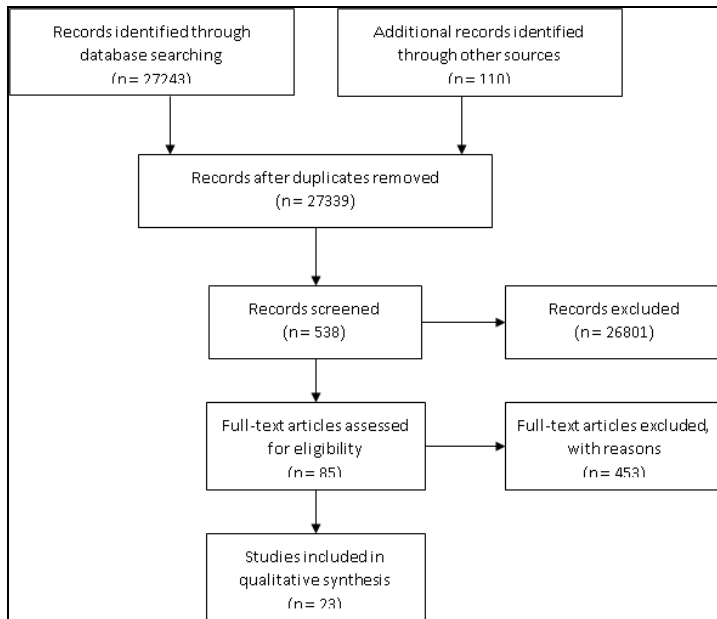 Records identified through
database searching
(n= 27243)
Additional records identified
through other sources
(n= 110)
Records after duplicates removed
(n= 27339)
Records screened
(n= 538)
Records excluded
(n= 26801)
Full-text articles assessed
for eligibility
(n= 85)
Full-text articles excluded,
with reasons
(n= 453)
Studies included in
qualitative synthesis
(n= 23)